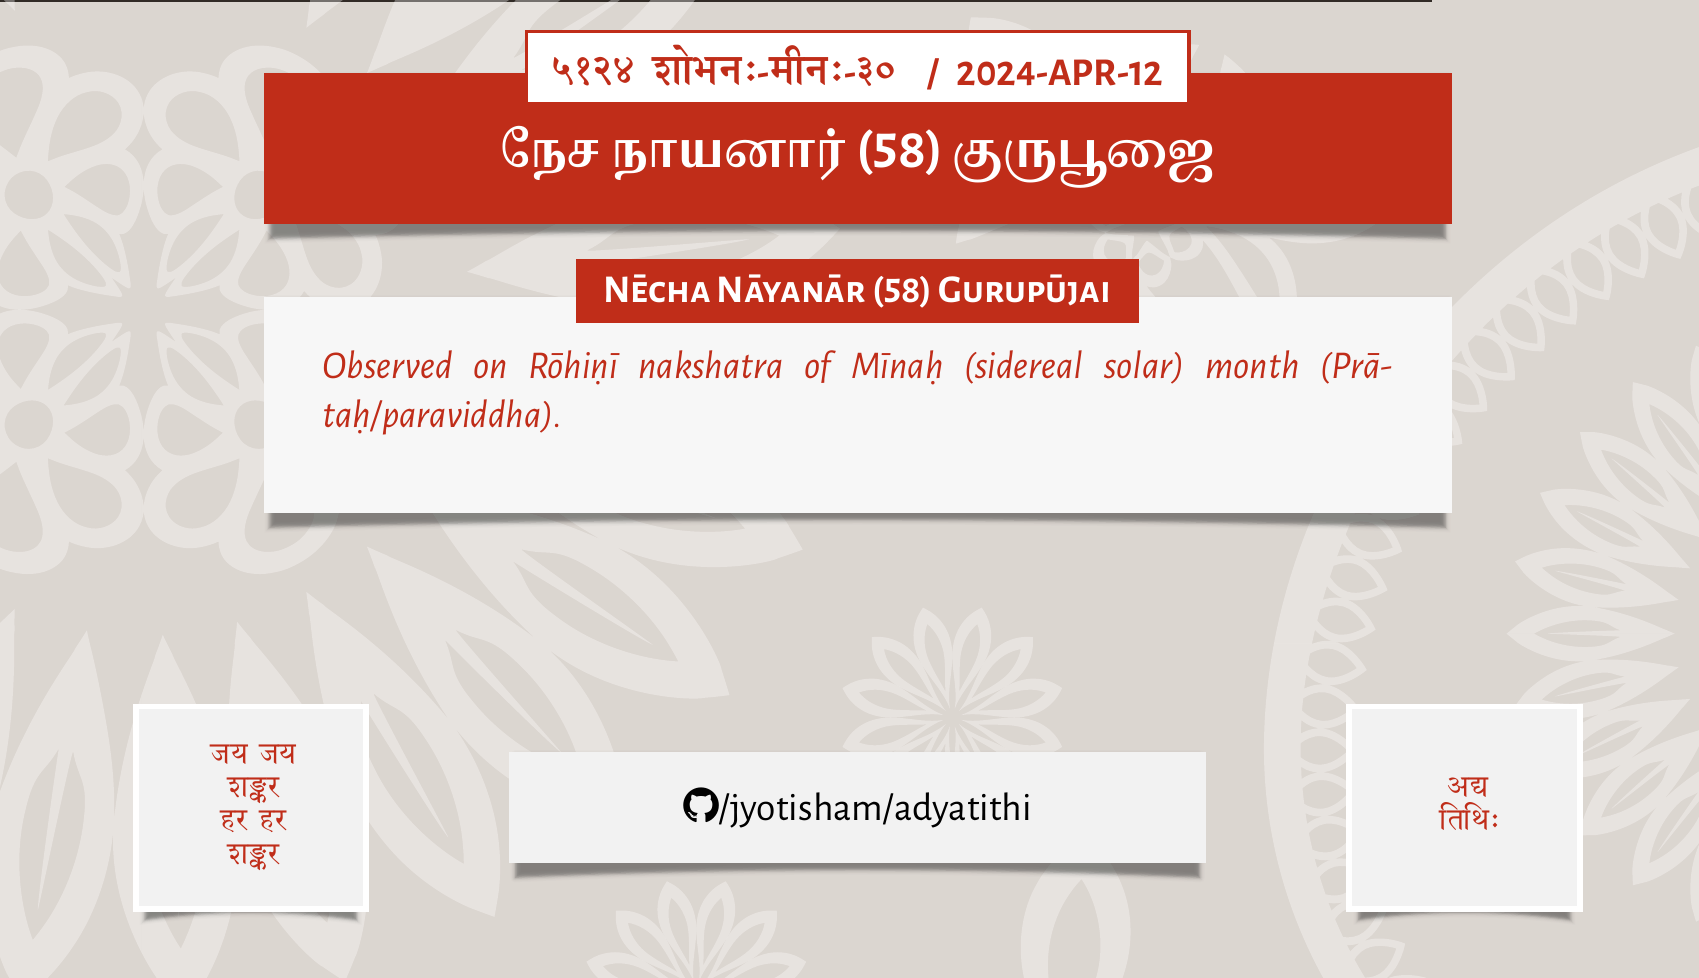 ५१२४ शोभनः-मीनः-३० / 2024-APR-12
நேச நாயனார் (58) குருபூஜை
Nēcha Nāyanār (58) Gurupūjai
Observed on Rōhiṇī nakshatra of Mīnaḥ (sidereal solar) month (Prā-
taḥ/paraviddha).
जय जय
शङ्कर
हर हर
शङ्कर
/jyotisham/adyatithi
अद्य
तिथिः